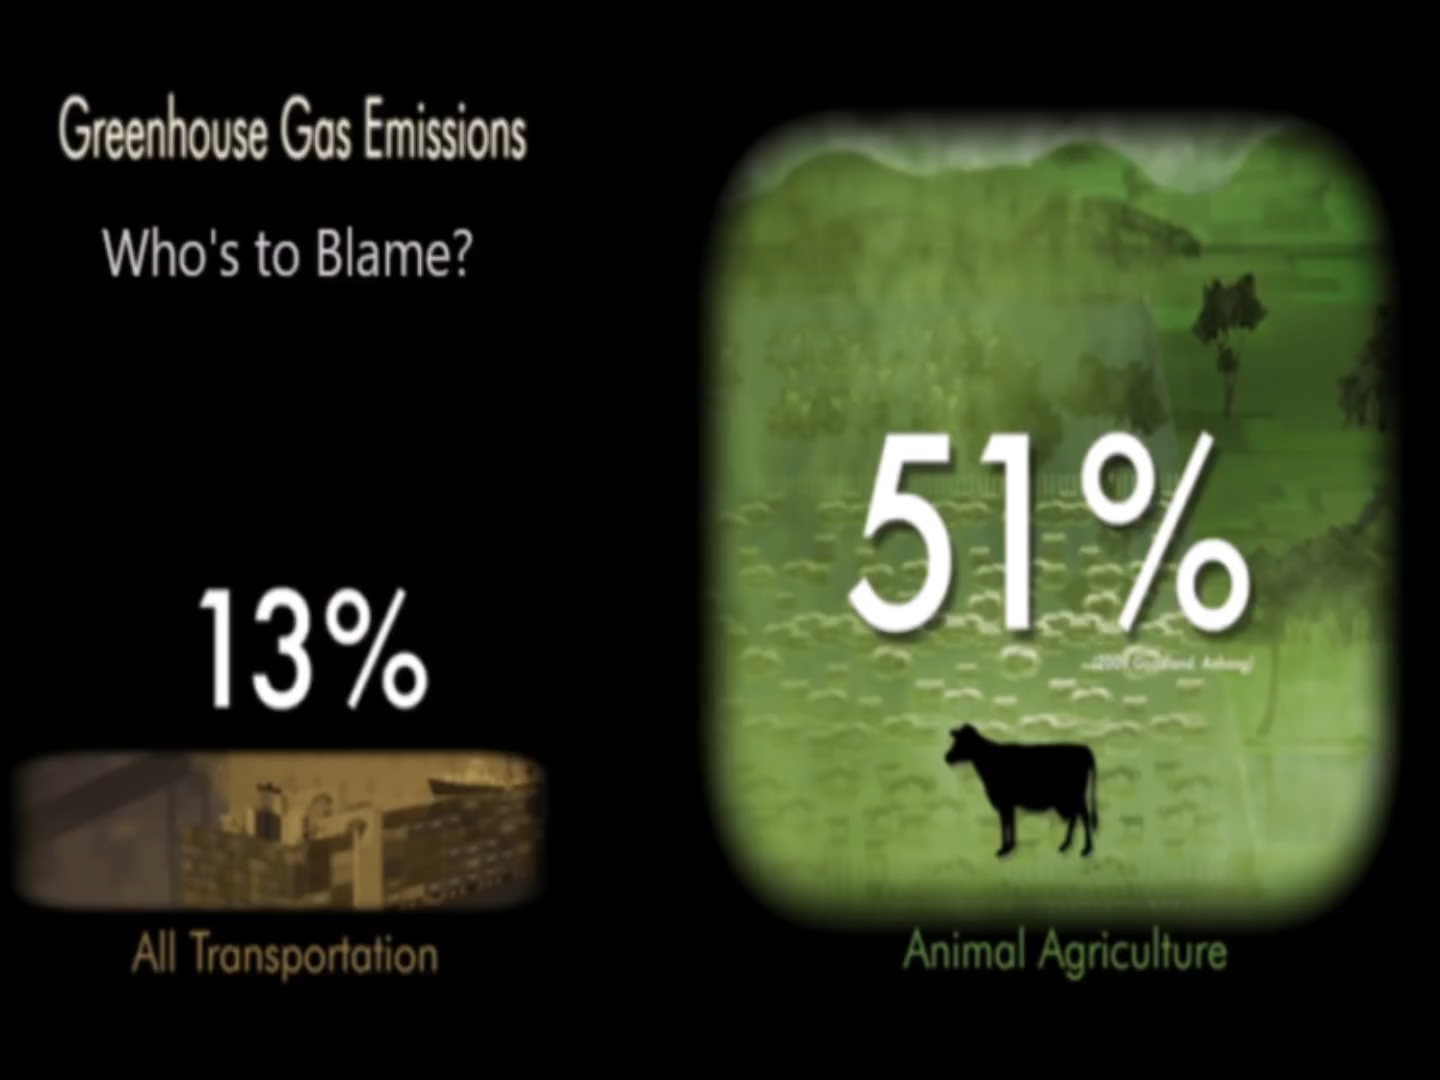 Greenhouse Gas Emissions
Who's to Blame?
51%
13%
All Transportation
Animal Agriculture